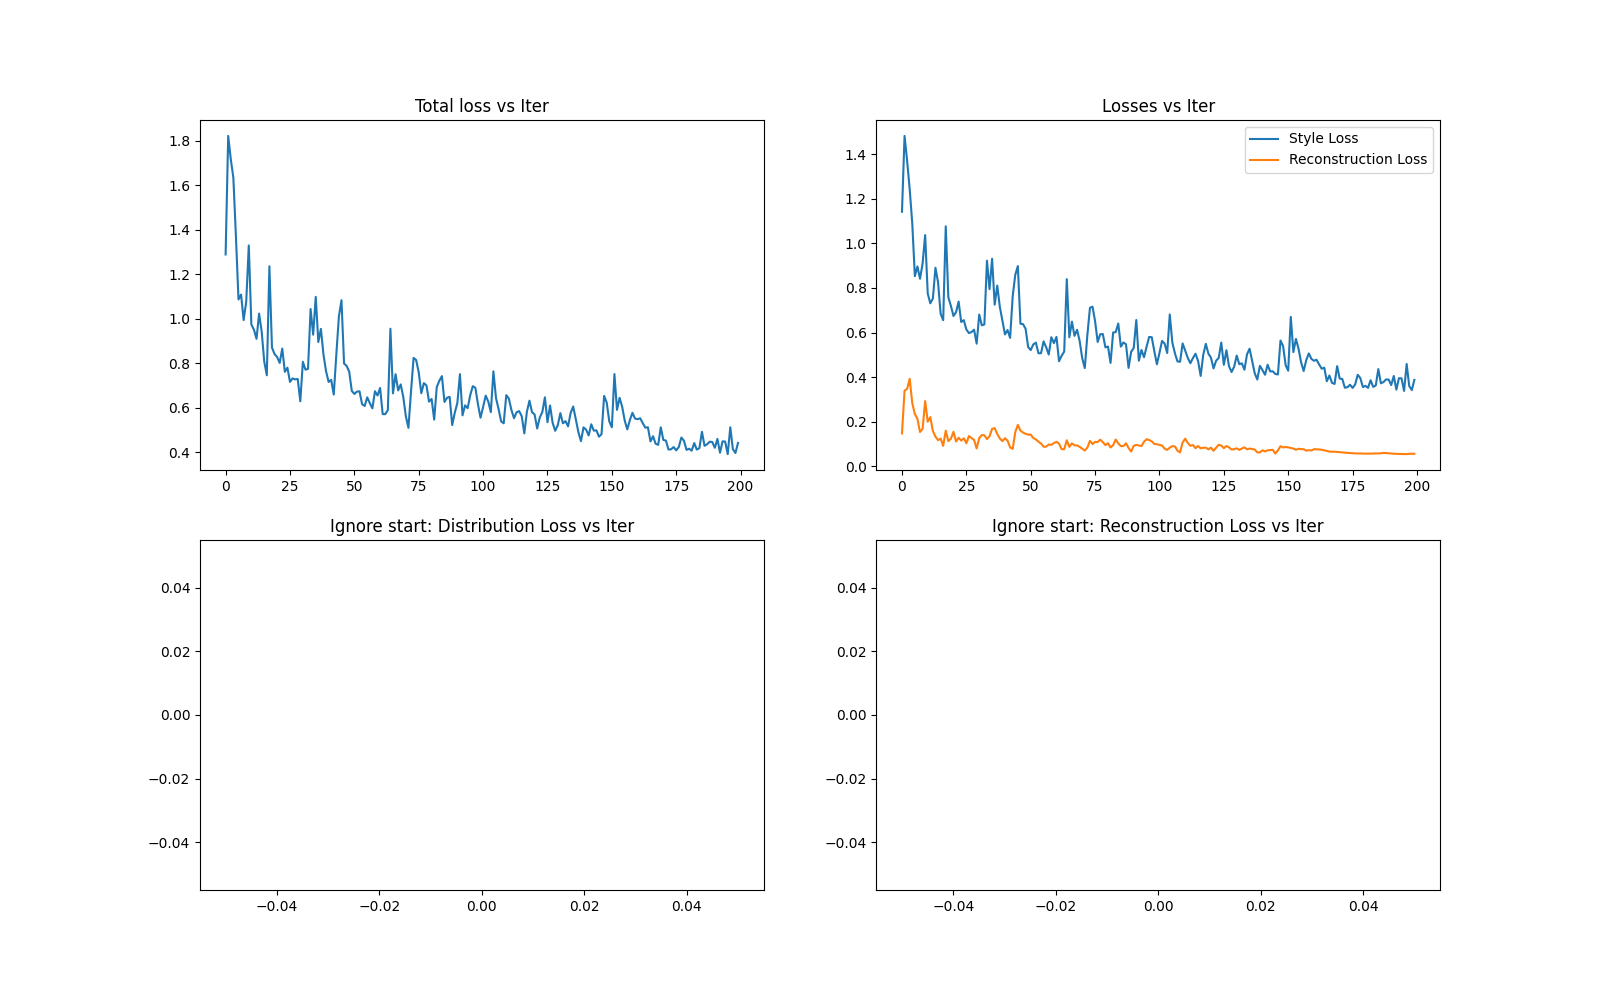 Total loss vs Iter
1.8
1.6
1.4
1.2
1.0
0.8
0.6
0.4
0 25 50 75 100 125 150 175 200
Losses vs Iter
Style Loss
Reconstruction Loss
1.4
1.2
1.0
0.8
0.6
0.4
0.2
0.0
0 25 50 75 100 125 150 175 200
Ignore start: Distribution Loss vs Iter
0.04
0.02
0.00
−0.02
−0.04
−0.04 −0.02 0.00 0.02 0.04
Ignore start: Reconstruction Loss vs Iter
0.04
0.02
0.00
−0.02
−0.04
−0.04 −0.02 0.00 0.02 0.04